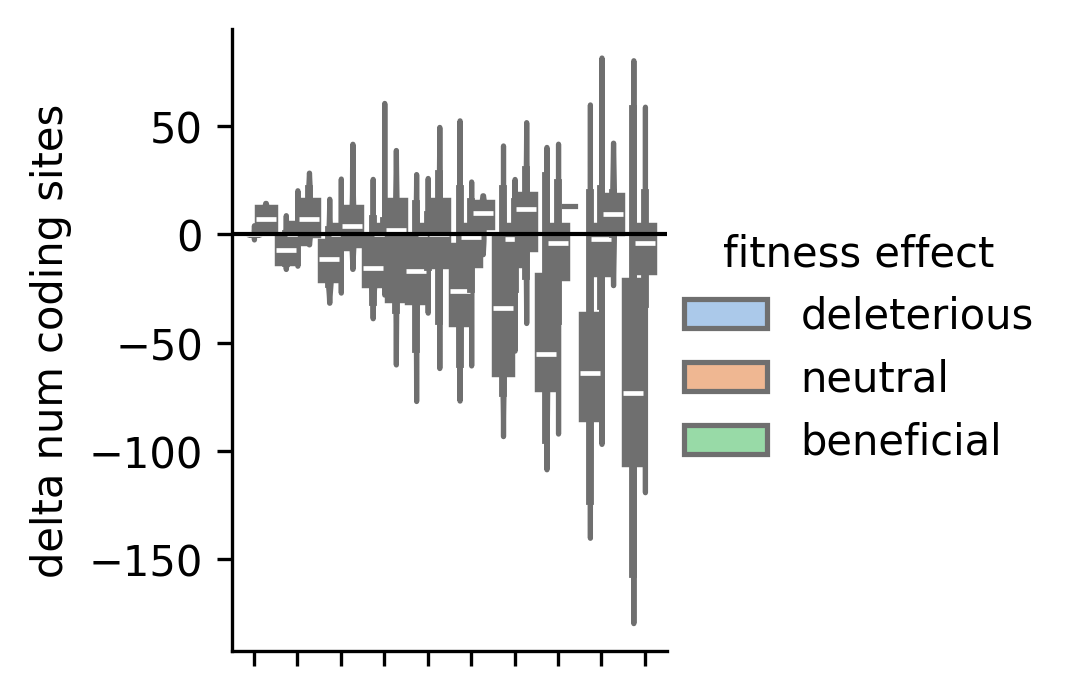 delta num coding sites
50
0
−50
−100
−150
fitness effect
deleterious
neutral
beneficial